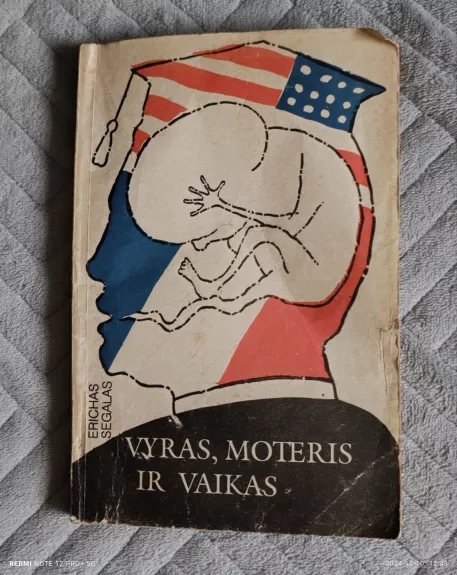 ERICHAS
SEGALAS
VYRAS, MOTERIS
IR VAIKAS
REDMI NOTE 12 PRO+ 5G